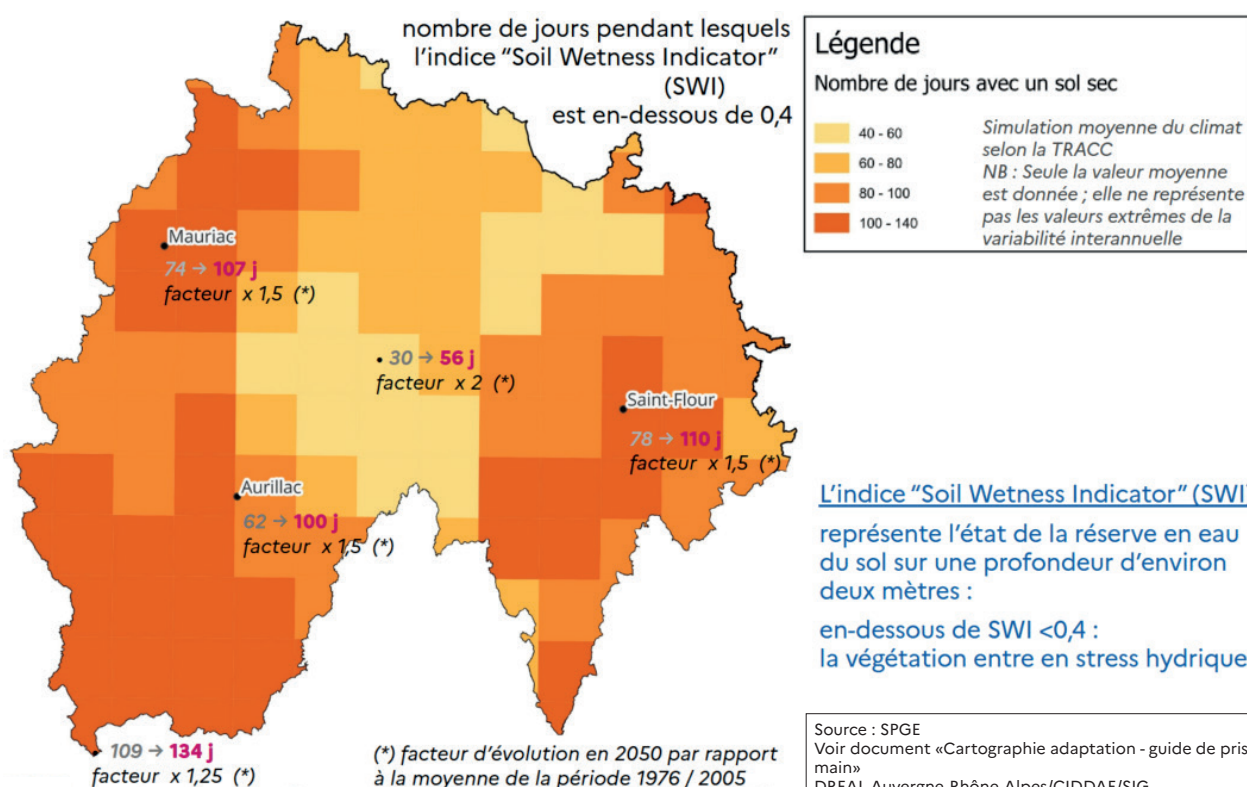 nombre de jours pendant lesquels
l'indice "Soil Wetness Indicator"
(SWI)
est en-dessous de 0,4
Légende
Nombre de jours avec un sol sec
40 - 60
60 - 80
80 - 100
100 - 140
Simulation moyenne du climat
selon la TRACC
NB : Seule la valeur moyenne
est donnée ; elle ne représente
pas les valeurs extrêmes de la
variabilité interannuelle
Mauriac
74 → 107 j
facteur x 1,5 (*)
30 → 56 j
facteur x 2 (*)
Saint-Flour
78 → 110 j
facteur x 1,5 (*)
Aurillac
62 → 100 j
facteur x 1,5 (*)
109 → 134 j
facteur x 1,25 (*)
(*) facteur d'évolution en 2050 par rapport
à la moyenne de la période 1976 / 2005
L'indice "Soil Wetness Indicator" (SWI)
représente l'état de la réserve en eau
du sol sur une profondeur d'environ
deux mètres :
en-dessous de SWI <0,4 :
la végétation entre en stress hydrique
Source : SPGE
Voir document «Cartographie adaptation - guide de pris
main»
DREAL Auvergne-Rhône-Alpes/CIDDAE/SIG